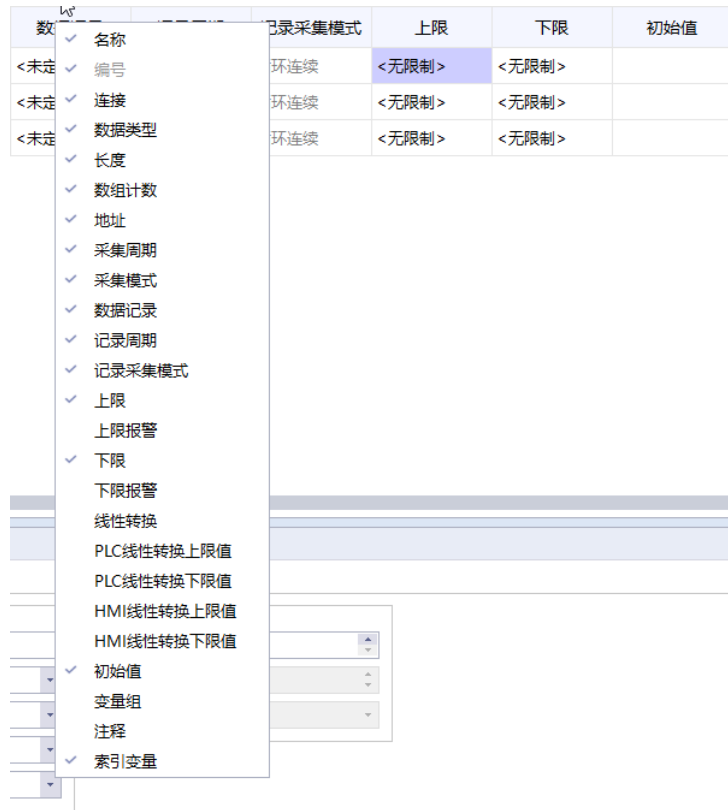 数 记录采集模式 上限 下限 初始值
<未定 环连续 <无限制> <无限制>
<未定 环连续 <无限制> <无限制>
<未定 环连续 <无限制> <无限制>
名称
编号
连接
数据类型
长度
数组计数
地址
采集周期
采集模式
数据记录
记录周期
记录采集模式
上限
上限报警
下限
下限报警
线性转换
PLC线性转换上限值
PLC线性转换下限值
HMI线性转换上限值
HMI线性转换下限值
初始值
变量组
注释
索引变量